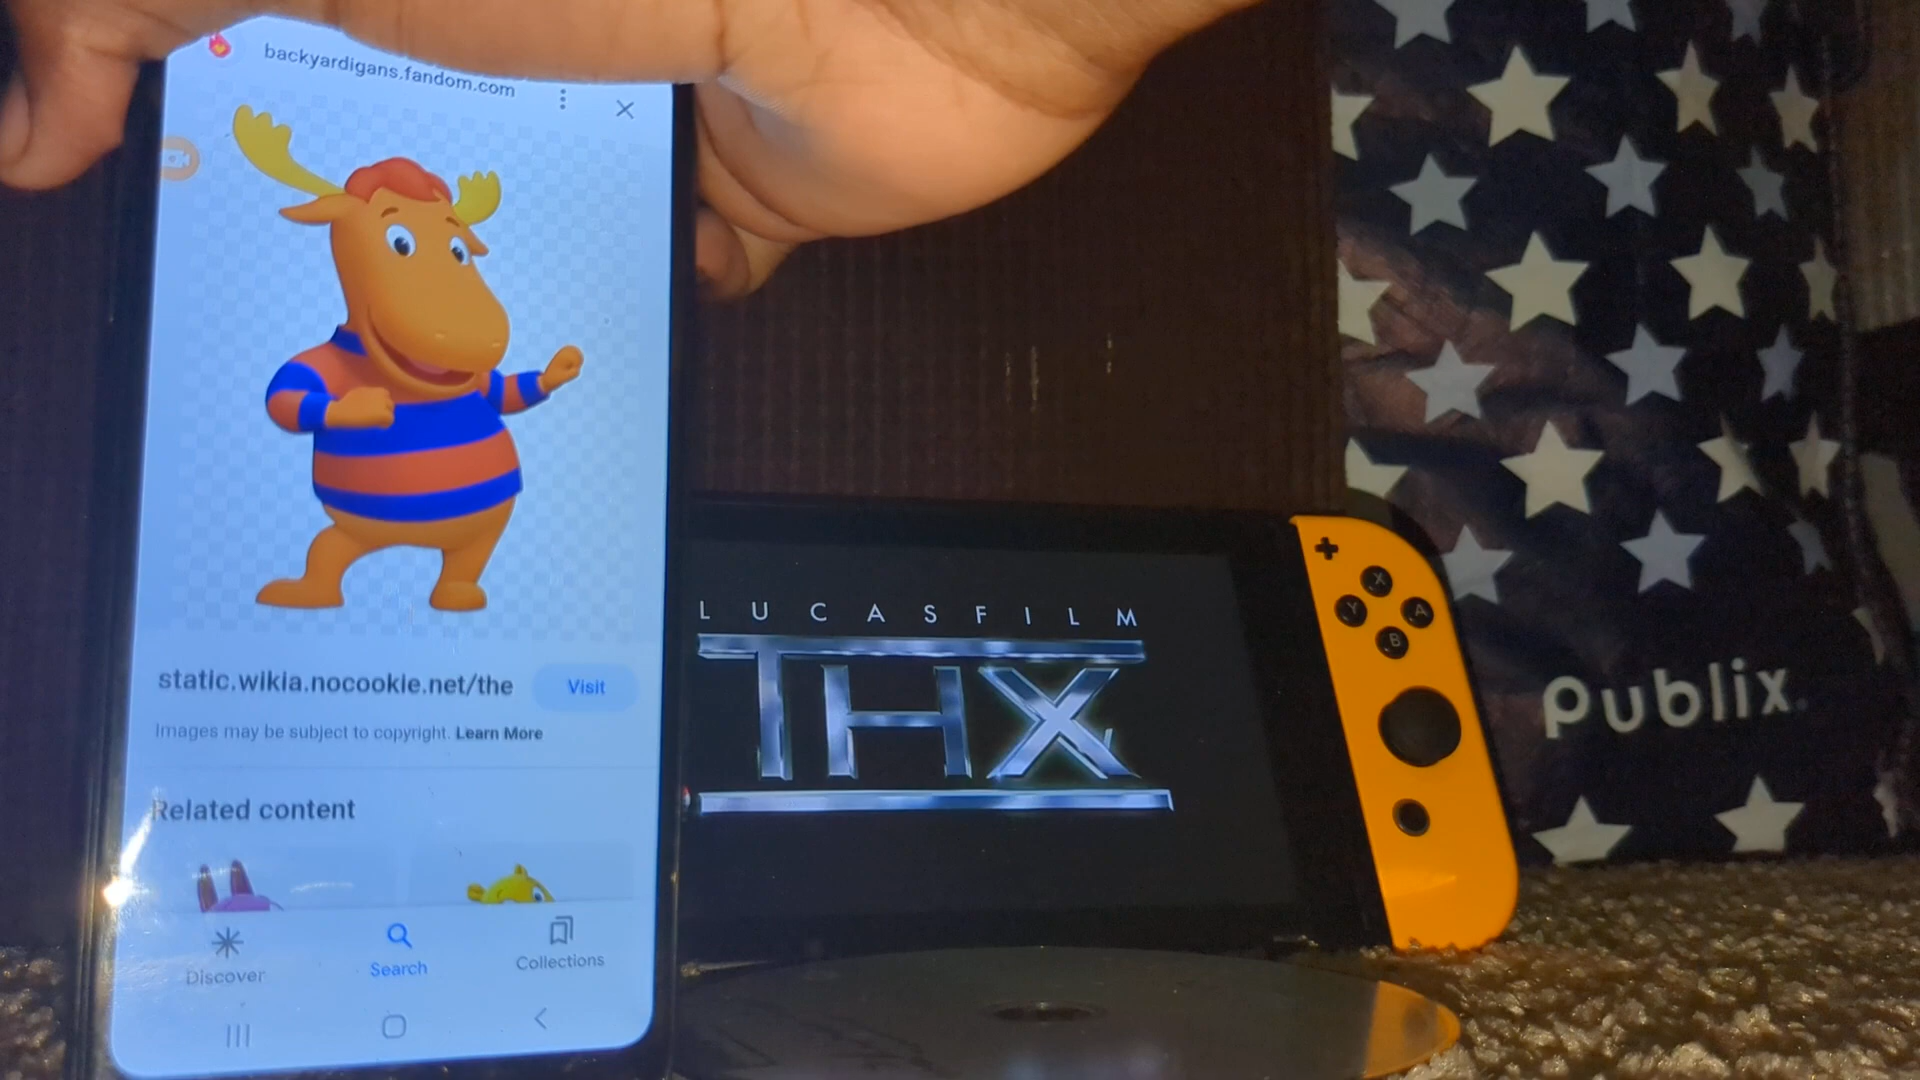 backyardigans.fandom.com
static.wikia.nocookie.net/the
Visit
Images may be subject to copyright. Learn More
Related content
Discover
Search
Collections
LUCASFILM
THX
X
Y
A
B
Publix.